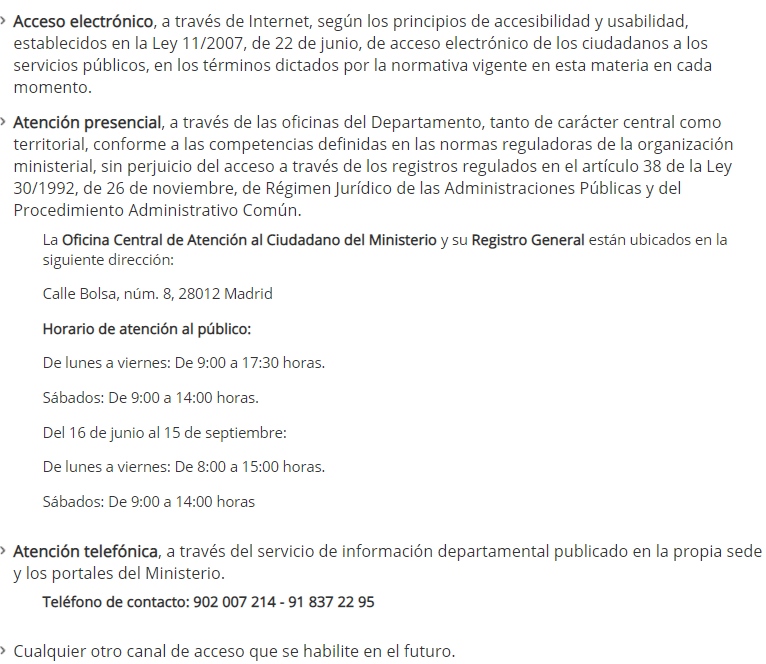 Acceso electrónico, a través de Internet, según los principios de accesibilidad y usabilidad,
establecidos en la Ley 11/2007, de 22 de junio, de acceso electrónico de los ciudadanos a los
servicios públicos, en los términos dictados por la normativa vigente en esta materia en cada
momento.
Atención presencial, a través de las oficinas del Departamento, tanto de carácter central como
territorial, conforme a las competencias definidas en las normas reguladoras de la organización
ministerial, sin perjuicio del acceso a través de los registros regulados en el artículo 38 de la Ley
30/1992, de 26 de noviembre, de Régimen Jurídico de las Administraciones Públicas y del
Procedimiento Administrativo Común.
La Oficina Central de Atención al Ciudadano del Ministerio y su Registro General están ubicados en la
siguiente dirección:
Calle Bolsa, núm. 8, 28012 Madrid
Horario de atención al público:
De lunes a viernes: De 9:00 a 17:30 horas.
Sábados: De 9:00 a 14:00 horas.
Del 16 de junio al 15 de septiembre:
De lunes a viernes: De 8:00 a 15:00 horas.
Sábados: De 9:00 a 14:00 horas
Atención telefónica, a través del servicio de información departamental publicado en la propia sede
y los portales del Ministerio.
Teléfono de contacto: 902 007 214 - 91 837 22 95
Cualquier otro canal de acceso que se habilite en el futuro.